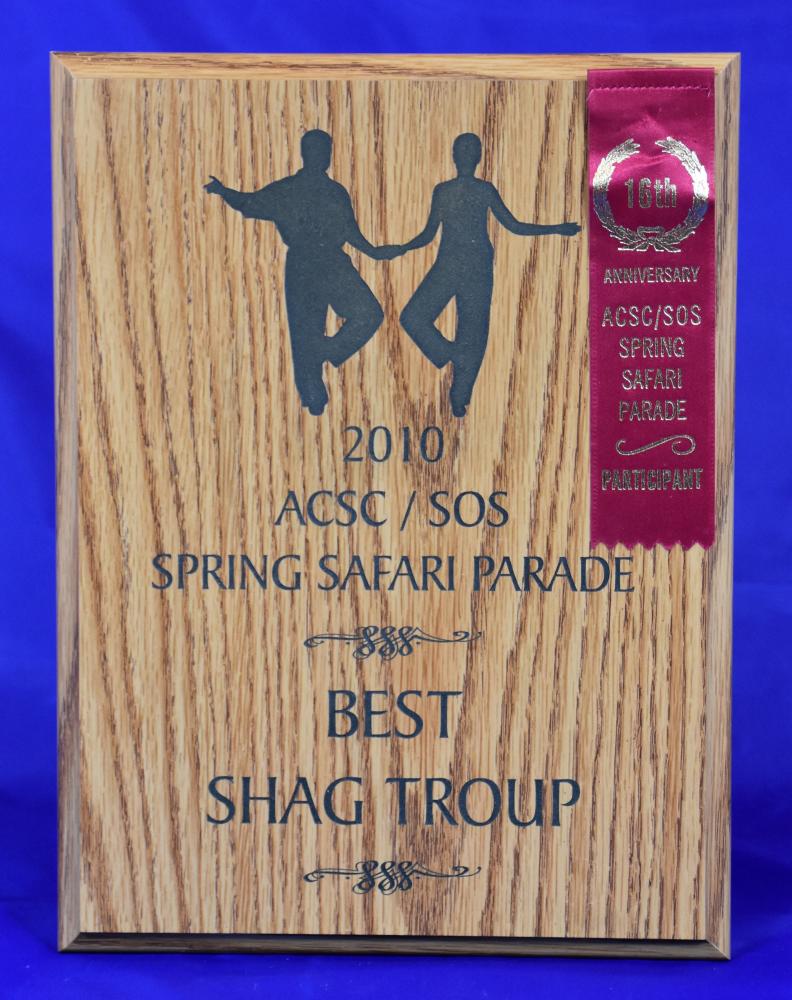 2010
ACSC / SOS
SPRING SAFARI PARADE
BEST
SHAG TROUP
16th
ANNIVERSARY
ACSC/SOS
SPRING
SAFARI
PARADE
PARTICIPANT